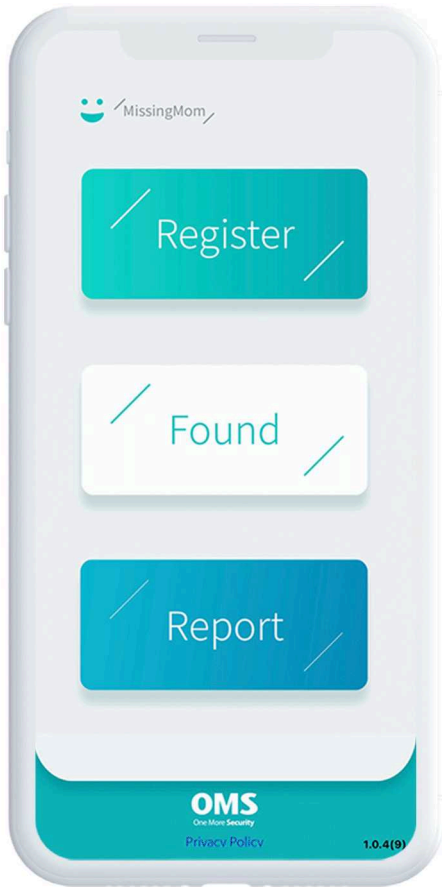 MissingMom
Register
Found
Report
OMS
One More Security
Privacy Policy
1.0.4(9)